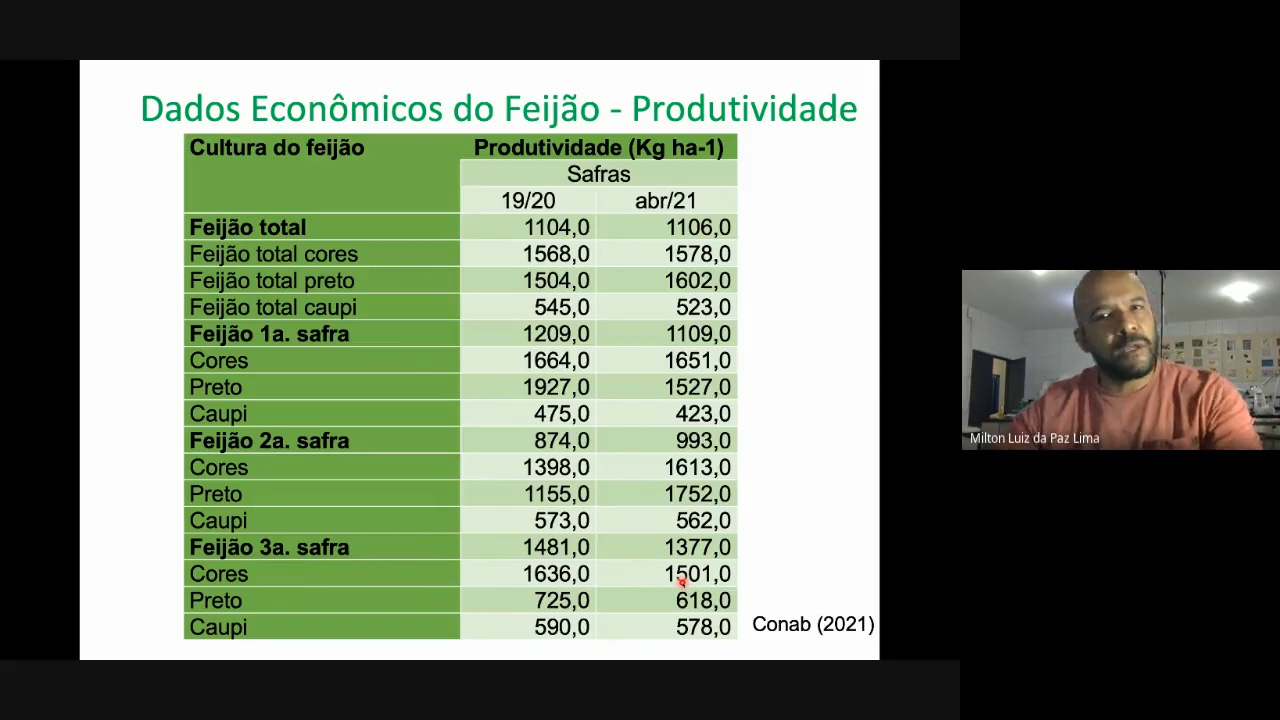 Dados Econômicos do Feijão - Produtividade
Cultura do feijão Produtividade (Kg ha-1)
Safras
19/20 abr/21
Feijão total 1104,0 1106,0
Feijão total cores 1568,0 1578,0
Feijão total preto 1504,0 1602,0
Feijão total caupi 545,0 523,0
Feijão 1a. safra 1209,0 1109,0
Cores 1664,0 1651,0
Preto 1927,0 1527,0
Caupi 475,0 423,0
Feijão 2a. safra 874,0 993,0
Cores 1398,0 1613,0
Preto 1155,0 1752,0
Caupi 573,0 562,0
Feijão 3a. safra 1481,0 1377,0
Cores 1636,0 1501,0
Preto 725,0 618,0
Caupi 590,0 578,0
Conab (2021)
Milton Luiz da Paz Lima